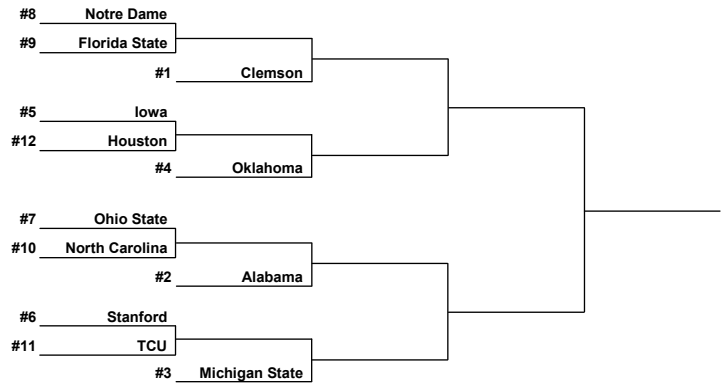 #8 Notre Dame
#9 Florida State
#1 Clemson
#5 Iowa
#12 Houston
#4 Oklahoma
#7 Ohio State
#10 North Carolina
#2 Alabama
#6 Stanford
#11 TCU
#3 Michigan State